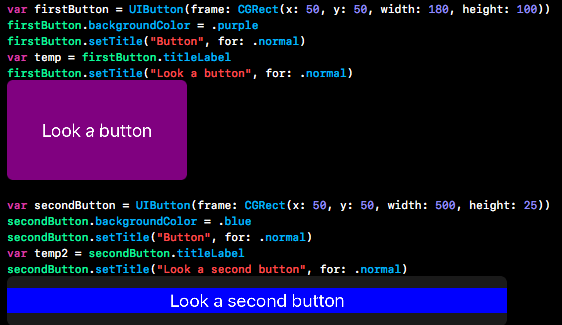 var firstButton = UIButton(frame: CGRect(x: 50, y: 50, width: 180, height: 100))
firstButton.backgroundColor = .purple
firstButton.setTitle("Button", for: .normal)
var temp = firstButton.titleLabel
firstButton.setTitle("Look a button", for: .normal)
Look a button
var secondButton = UIButton(frame: CGRect(x: 50, y: 50, width: 500, height: 25))
secondButton.backgroundColor = .blue
secondButton.setTitle("Button", for: .normal)
var temp2 = secondButton.titleLabel
secondButton.setTitle("Look a second button", for: .normal)
Look a second button